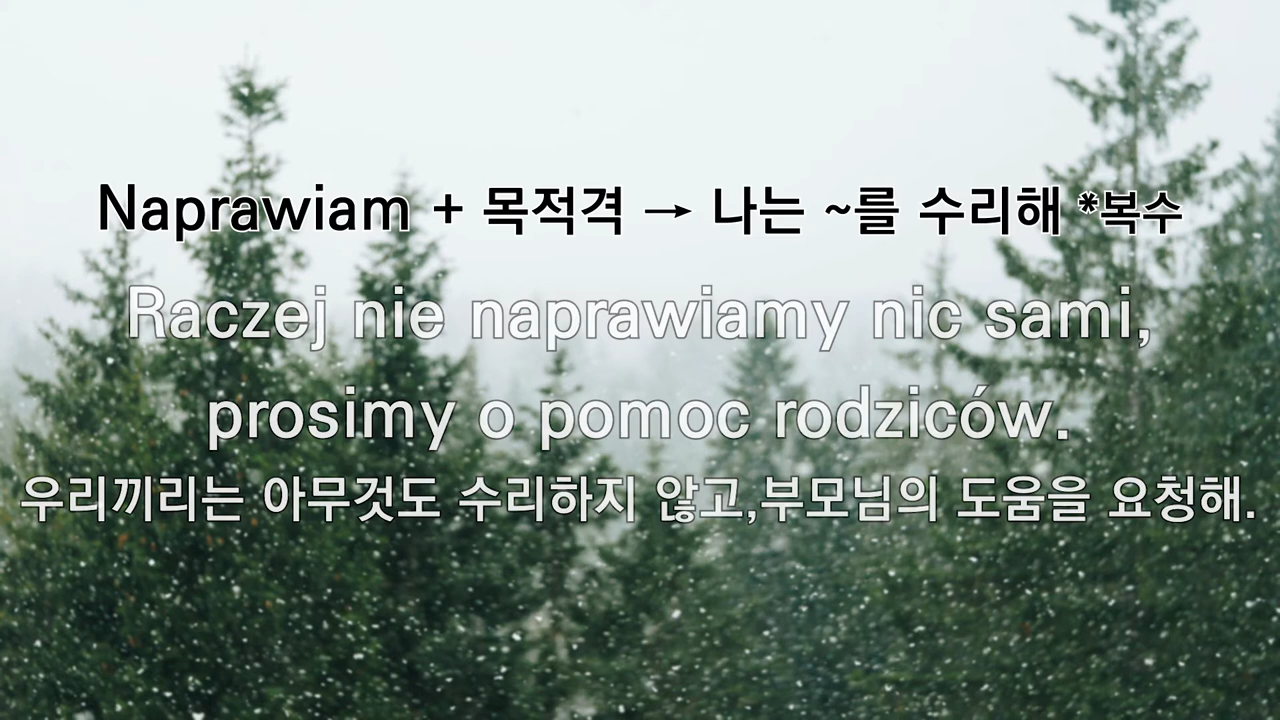 Naprawiam + 목적격 → 나는 ~를 수리해 *복수
Raczej nie naprawiamy nic sami,
prosimy o pomoc rodziców.
우리끼리는 아무것도 수리하지 않고,부모님의 도움을 요청해.